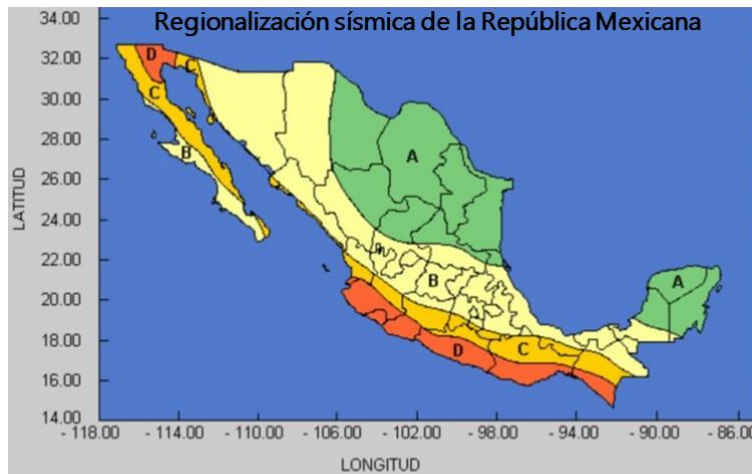 Regionalización sísmica de la República Mexicana
34.00
32.00
30.00
28.00
26.00
24.00
22.00
20.00
18.00
16.00
14.00
LATITUD
D
C
C
B
A
A
B
C
D
- 118.00 - 114.00 - 110.00 - 106.00 - 102.00 - 98.00 - 94.00 - 90.00 - 86.00
LONGITUD